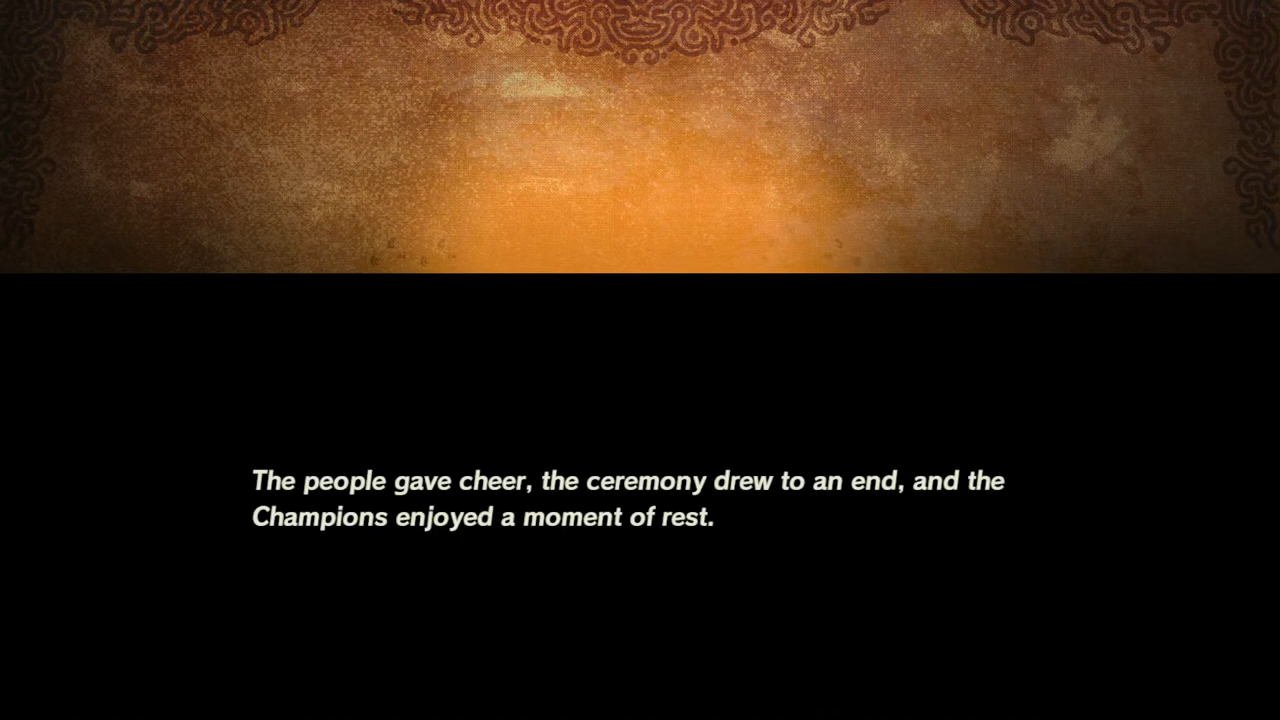 The people gave cheer, the ceremony drew to an end, and the
Champions enjoyed a moment of rest.